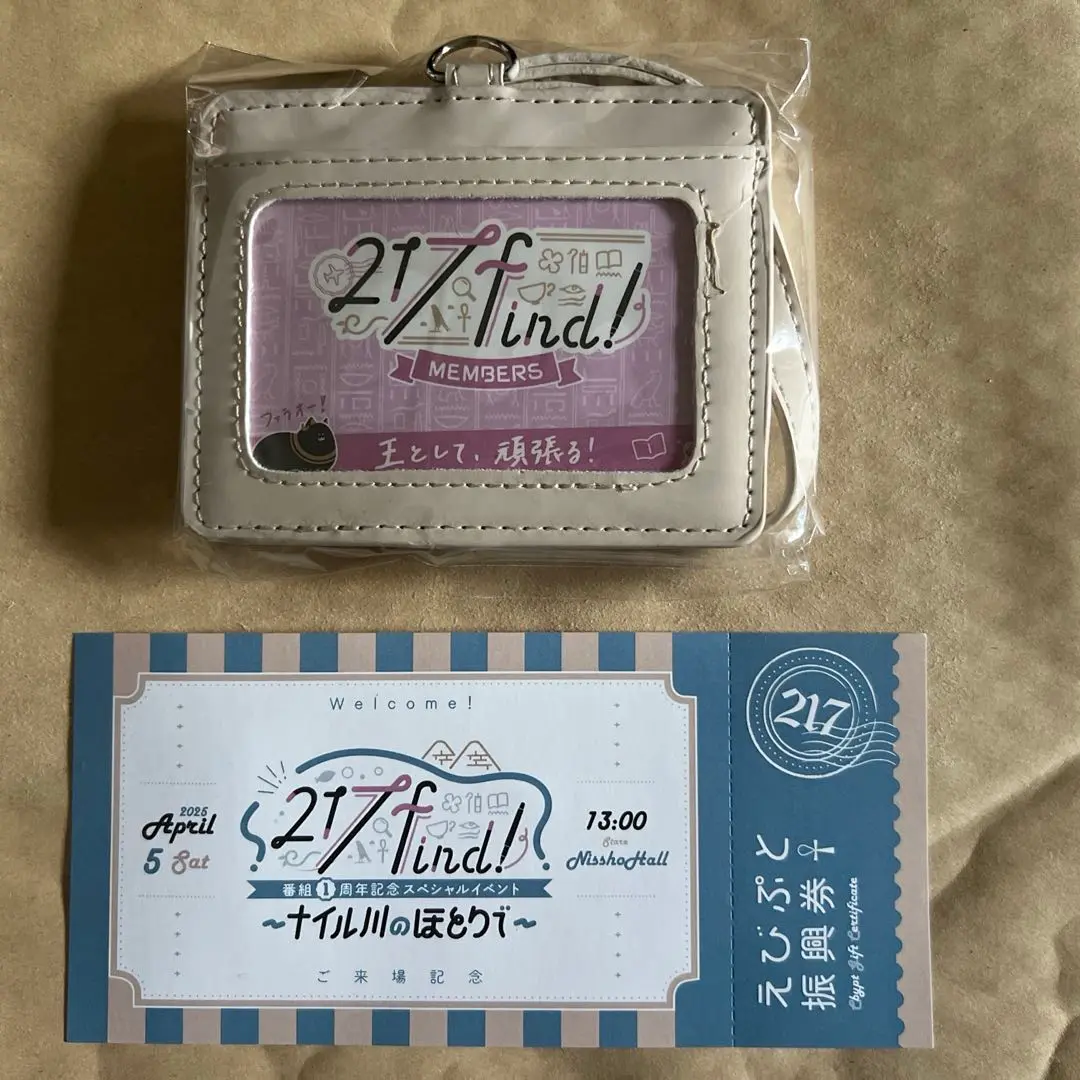 217find!
MEMBERS
ファラオー!
王として、頑張る!
Welcome!
217find!
2025
April
5 Sat
13:00
Start
NisshoHall
番組1周年記念スペシャルイベント
~ナイル川のほとりで~
ご来場記念
217
えじぷと
振興券
Ebypt Gift Certificate